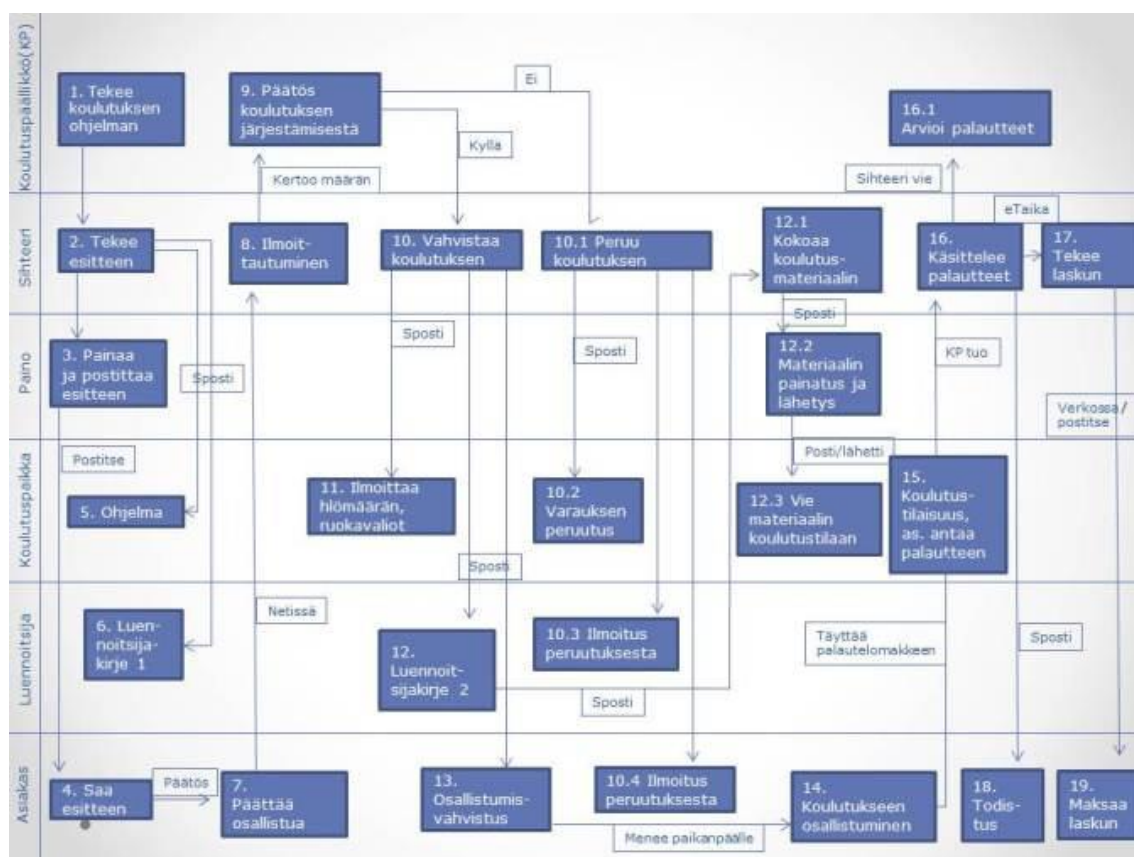 Koulutuspäällikkö(KP)
1. Tekee
koulutuksen
ohjelman
9. Päätös
koulutuksen
järjestämisestä
Ei
Kyllä
16.1
Arvioi palautteet
Kertoo määrän
Sihteeri vie
Sihteeri
2. Tekee
esitteen
8. Ilmoit-
tautuminen
10. Vahvistaa
koulutuksen
10.1 Peruu
koulutuksen
12.1
Kokoaa
koulutus-
materiaalin
eTaika
16.
Käsittelee
palautteet
17.
Tekee
laskun
Paino
3. Painaa
ja postittaa
esitteen
Sposti
Sposti
Sposti
Sposti
12.2
Materiaalin
painatus ja
lähetys
KP tuo
Verkossa/
postitse
Koulutuspaikka
Postitse
5. Ohjelma
11. Ilmoittaa
hlömäärän,
ruokavaliot
Sposti
10.2
Varauksen
peruutus
Posti/lähetti
12.3 Vie
materiaalin
koulutustilaan
15.
Koulutus-
tilaisuus,
as. antaa
palautteen
Luennoitsija
6. Luen-
noitsija-
kirje 1
Netissä
12.
Luennoit-
sijakirje 2
10.3 Ilmoitus
peruutuksesta
Sposti
Täyttää
palautelomakkeen
Sposti
Asiakas
4. Saa
esitteen
Päätös
7.
Päättää
osallistua
13.
Osallistumis-
vahvistus
10.4 Ilmoitus
peruutuksesta
Menee paikanpäälle
14.
Koulutukseen
osallistuminen
18.
Todis-
tus
19.
Maksaa
laskun